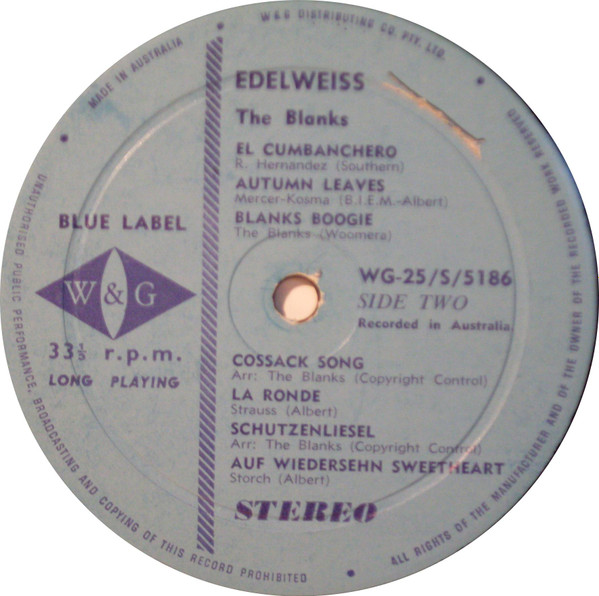 W&G DISTRIBUTING CO. PTY. LTD.
MADE IN AUSTRALIA
EDELWEISS
The Blanks
EL CUMBANCHERO
R. Hernandez (Southern)
AUTUMN LEAVES
Mercer-Kosma (B.I.E.M.-Albert)
BLANKS BOOGIE
The Blanks (Woomera)
BLUE LABEL
W&G
33⅓ r.p.m.
LONG PLAYING
WG-25/S/5186
SIDE TWO
Recorded in Australia
COSSACK SONG
Arr: The Blanks (Copyright Control)
LA RONDE
Strauss (Albert)
SCHUTZENLIESEL
Arr: The Blanks (Copyright Control)
AUF WIEDERSEHN SWEETHEART
Storch (Albert)
STEREO
ALL RIGHTS OF THE MANUFACTURER AND OF THE OWNER OF THE RECORDED WORK RESERVED
UNAUTHORISED PUBLIC PERFORMANCE, BROADCASTING AND COPYING OF THIS RECORD PROHIBITED